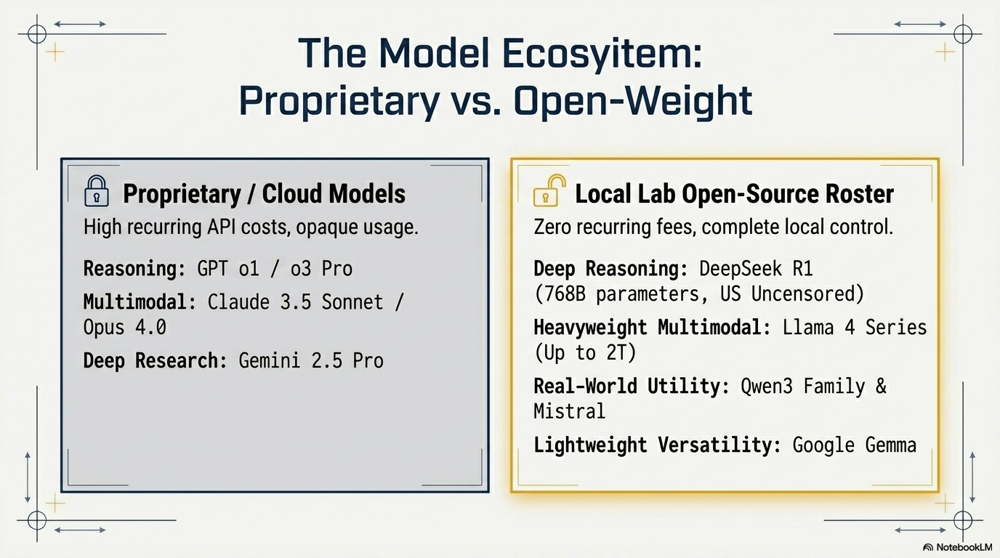 The Model Ecosyitem:
Proprietary vs. Open-Weight
Proprietary / Cloud Models
High recurring API costs, opaque usage.
Reasoning: GPT o1 / o3 Pro
Multimodal: Claude 3.5 Sonnet /
Opus 4.0
Deep Research: Gemini 2.5 Pro
Local Lab Open-Source Roster
Zero recurring fees, complete local control.
Deep Reasoning: DeepSeek R1
(768B parameters, US Uncensored)
Heavyweight Multimodal: Llama 4 Series
(Up to 2T)
Real-World Utility: Qwen3 Family &
Mistral
Lightweight Versatility: Google Gemma
NotebookLM